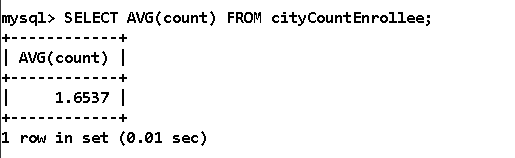 mysql> SELECT AVG(count) FROM cityCountEnrollee;
+------------+
| AVG(count) |
+------------+
|     1.6537 |
+------------+
1 row in set (0.01 sec)